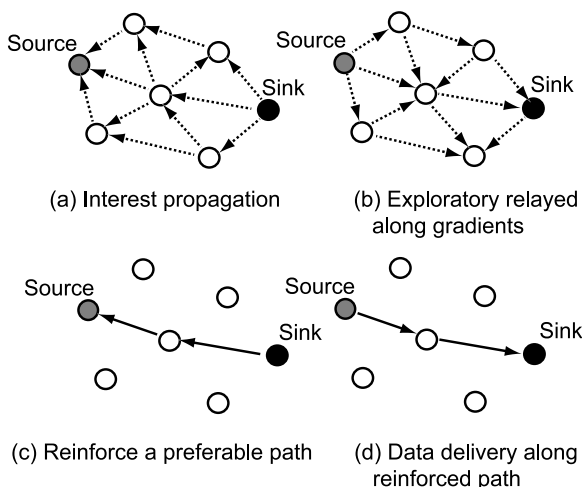 Source
Sink
(a) Interest propagation
Source
Sink
(b) Exploratory relayed
along gradients
Source
Sink
(c) Reinforce a preferable path
Source
Sink
(d) Data delivery along
reinforced path